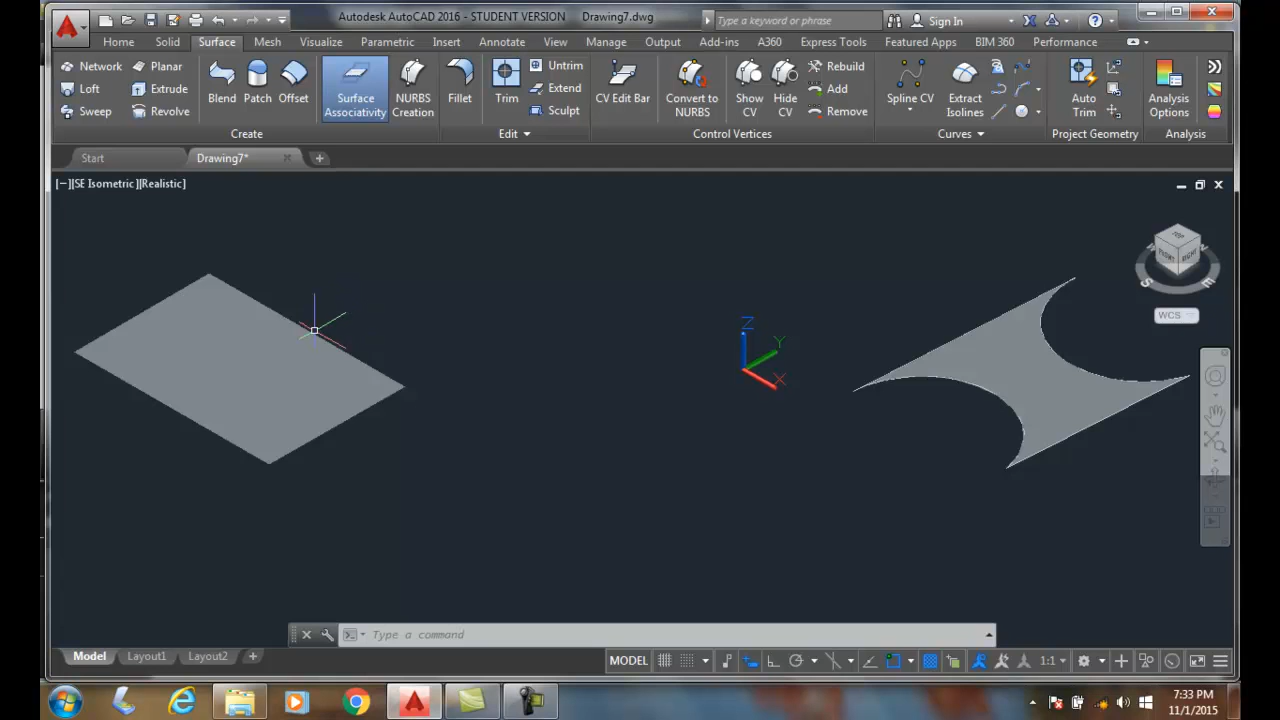 Autodesk AutoCAD 2016 - STUDENT VERSION Drawing7.dwg
Type a keyword or phrase
Sign In
Home Solid Surface Mesh Visualize Parametric Insert Annotate View Manage Output Add-ins A360 Express Tools Featured Apps BIM 360 Performance
Network Planar
Loft Extrude
Sweep Revolve
Blend Patch Offset
Surface Associativity
NURBS Creation
Fillet
Trim
Untrim
Extend
Sculpt
CV Edit Bar
Convert to NURBS
Show CV
Hide CV
Rebuild
Add
Remove
Spline CV
Extract Isolines
Auto Trim
Analysis Options
Create Edit Control Vertices Curves Project Geometry Analysis
Start Drawing7*
[−][SE Isometric][Realistic]
TOP
FRONT RIGHT
W N
S E
WCS
Z
Y
X
Type a command
Model Layout1 Layout2
MODEL 1:1
7:33 PM
11/1/2015